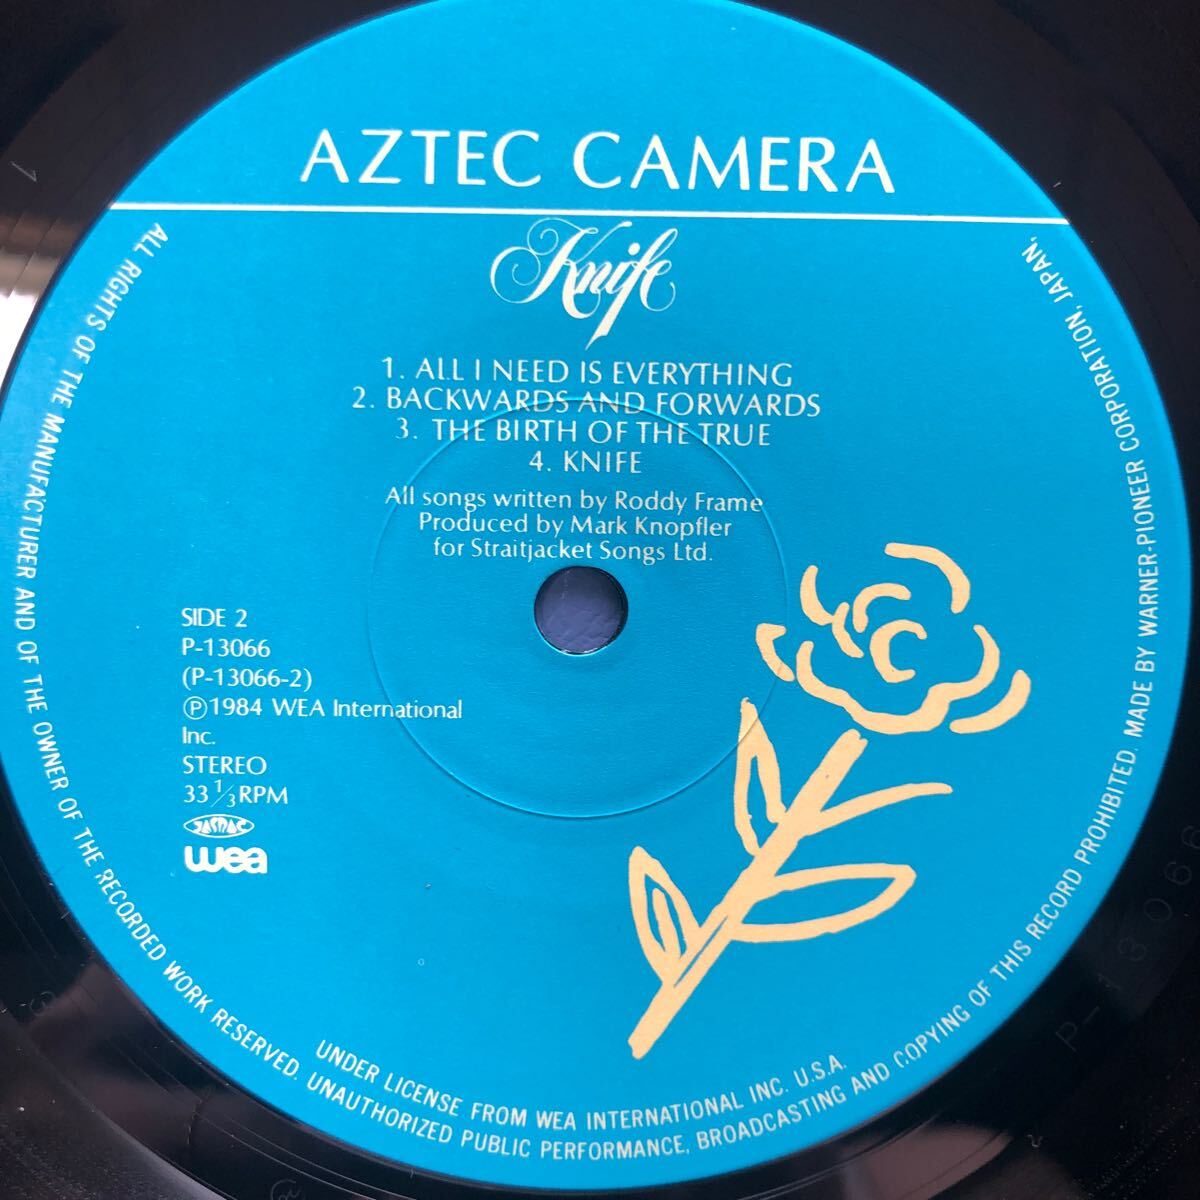 AZTEC CAMERA
Knife
1. ALL I NEED IS EVERYTHING
2. BACKWARDS AND FORWARDS
3. THE BIRTH OF THE TRUE
4. KNIFE
All songs written by Roddy Frame
Produced by Mark Knopfler
for Straitjacket Songs Ltd.
SIDE 2
P-13066
(P-13066-2)
Ⓟ1984 WEA International
Inc.
STEREO
33 1/3 RPM
JASRAC
wea
ALL RIGHTS OF THE MANUFACTURER AND OF THE OWNER OF THE RECORDED WORK RESERVED. UNAUTHORIZED PUBLIC PERFORMANCE, BROADCASTING AND COPYING OF THIS RECORD PROHIBITED. MADE BY WARNER-PIONEER CORPORATION, JAPAN,
UNDER LICENSE FROM WEA INTERNATIONAL INC. U.S.A.
P-13066